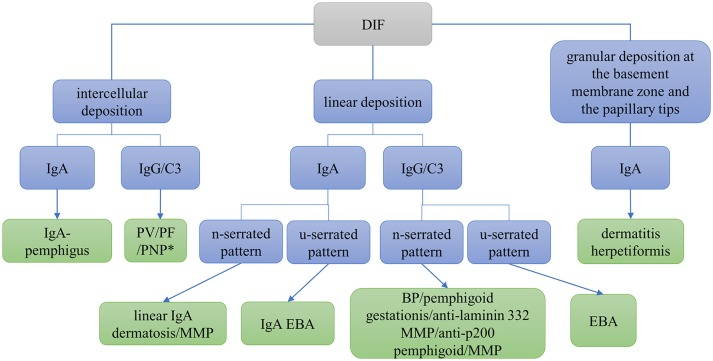 DIF
intercellular
deposition
linear deposition
granular deposition at
the basement
membrane zone and
the papillary tips
IgA
IgG/C3
IgA
IgG/C3
IgA
IgA-
pemphigus
PV/PF
/PNP*
n-serrated
pattern
u-serrated
pattern
n-serrated
pattern
u-serrated
pattern
dermatitis
herpetiformis
linear IgA
dermatosis/MMP
IgA EBA
BP/pemphigoid
gestationis/anti-laminin 332
MMP/anti-p200
pemphigoid/MMP
EBA